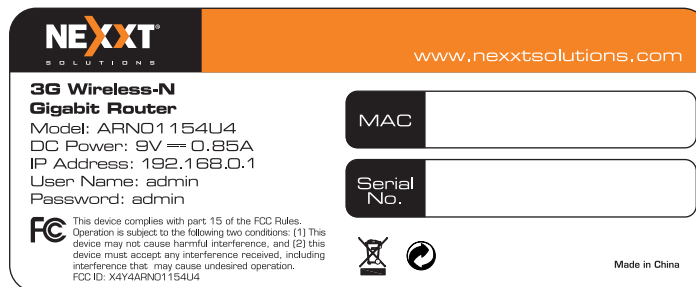 NEXXT®
SOLUTIONS
www.nexxtsolutions.com
3G Wireless-N
Gigabit Router
Model: ARN01154U4
DC Power: 9V ⎓ 0.85A
IP Address: 192.168.0.1
User Name: admin
Password: admin
FC
This device complies with part 15 of the FCC Rules.
Operation is subject to the following two conditions: (1) This
device may not cause harmful interference, and (2) this
device must accept any interference received, including
interference that may cause undesired operation.
FCC ID: X4Y4ARN01154U4
MAC
Serial
No.
Made in China